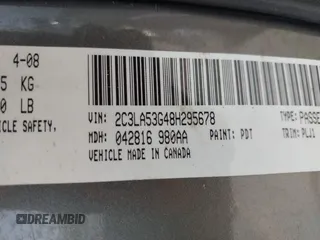 4-08
5 KG
0 LB
HICLE SAFETY,
VIN: 2C3LA53G48H295678
TYPE: PASSE
MDH: 042816 980AA
PAINT: PDT
TRIM: PLJ1
VEHICLE MADE IN CANADA
DREAMBID